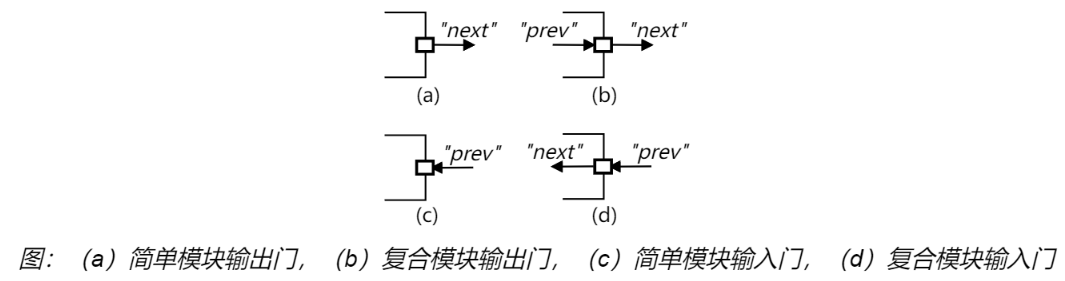 "next" "prev" "next"
(a) (b)
"prev" "next" "prev"
(c) (d)
图：（a）简单模块输出门，（b）复合模块输出门，（c）简单模块输入门，（d）复合模块输入门